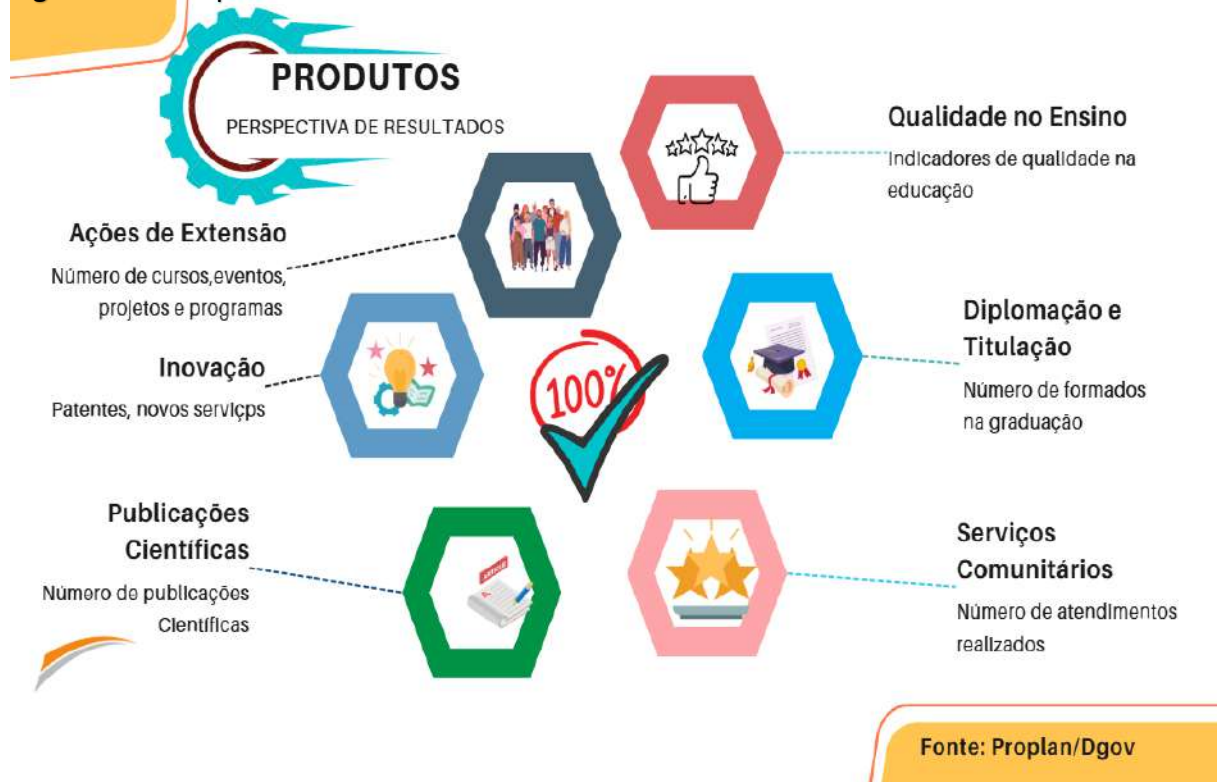 PRODUTOS
PERSPECTIVA DE RESULTADOS
Qualidade no Ensino
Indicadores de qualidade na
educação
Ações de Extensão
Número de cursos,eventos,
projetos e programas
Inovação
Patentes, novos serviçps
100%
Diplomação e
Titulação
Número de formados
na graduação
Publicações
Científicas
Número de publicações
Científicas
Serviços
Comunitários
Número de atendimentos
realizados
Fonte: Proplan/Dgov